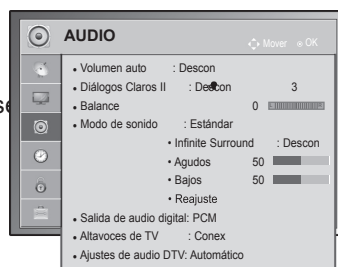 AUDIO
Mover OK
• Volumen auto : Descon
• Diálogos Claros II : Descon 3
• Balance 0
• Modo de sonido : Estándar
• Infinite Surround : Descon
• Agudos 50
• Bajos 50
• Reajuste
• Salida de audio digital: PCM
• Altavoces de TV : Conex
• Ajustes de audio DTV: Automático